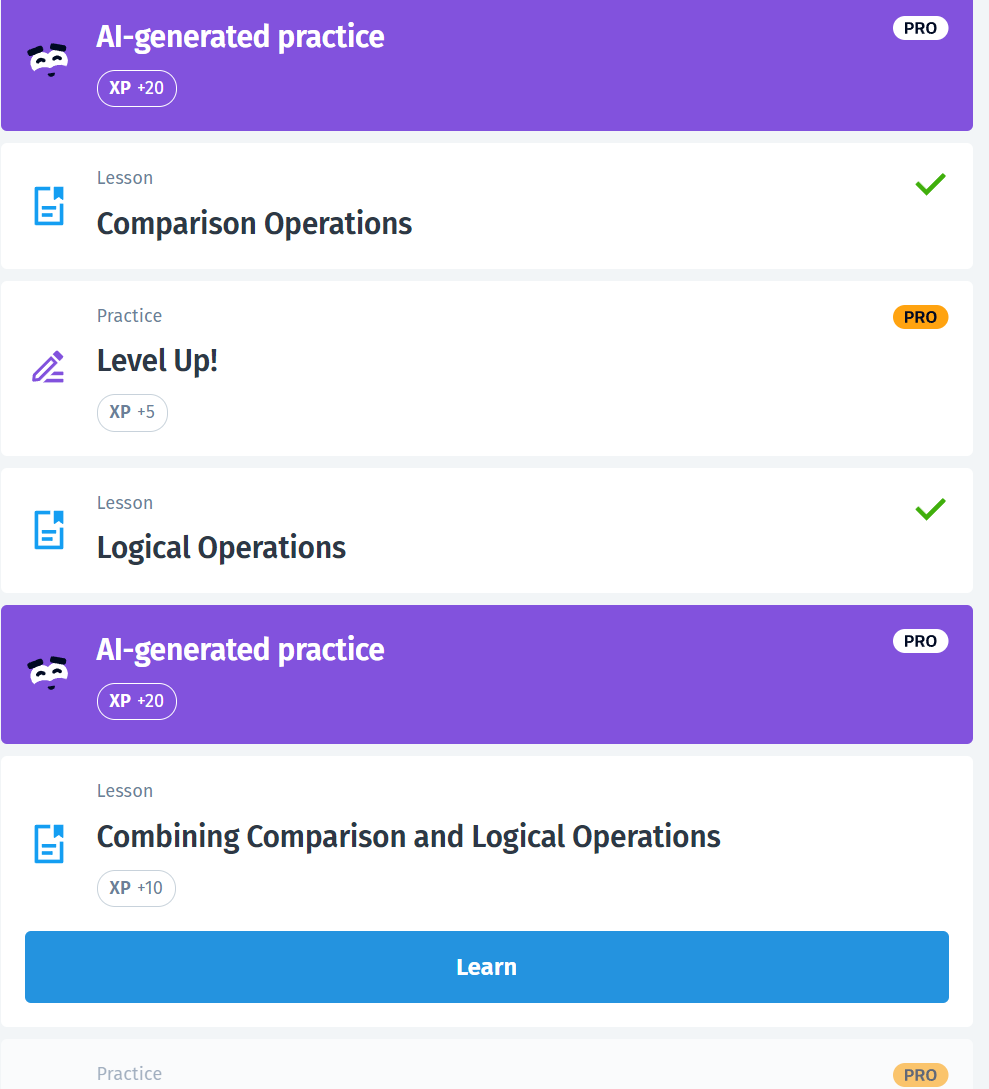 AI-generated practice
PRO
XP +20
Lesson
Comparison Operations
Practice
PRO
Level Up!
XP +5
Lesson
Logical Operations
AI-generated practice
PRO
XP +20
Lesson
Combining Comparison and Logical Operations
XP +10
Learn
Practice
PRO